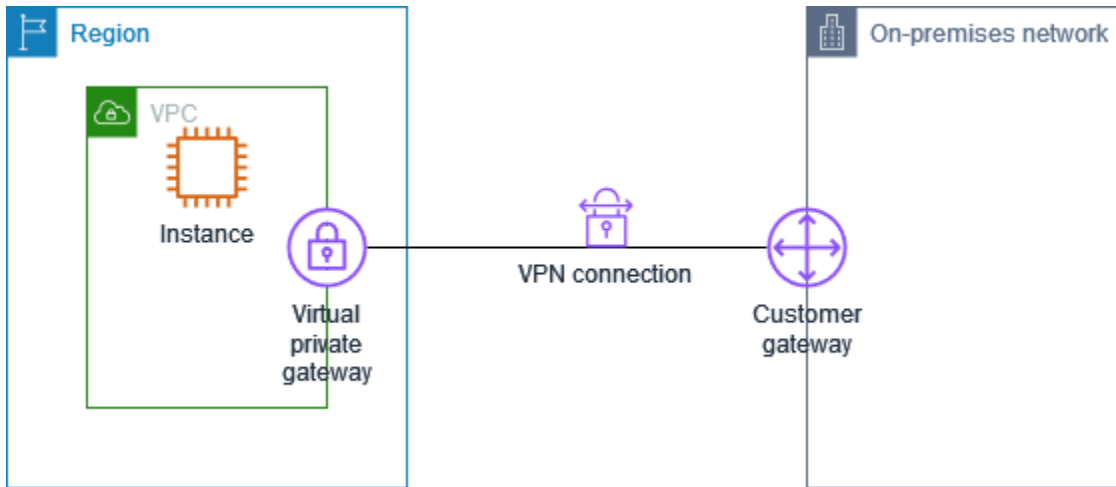 Region
On-premises network
VPC
Instance
VPN connection
Virtual
private
gateway
Customer
gateway